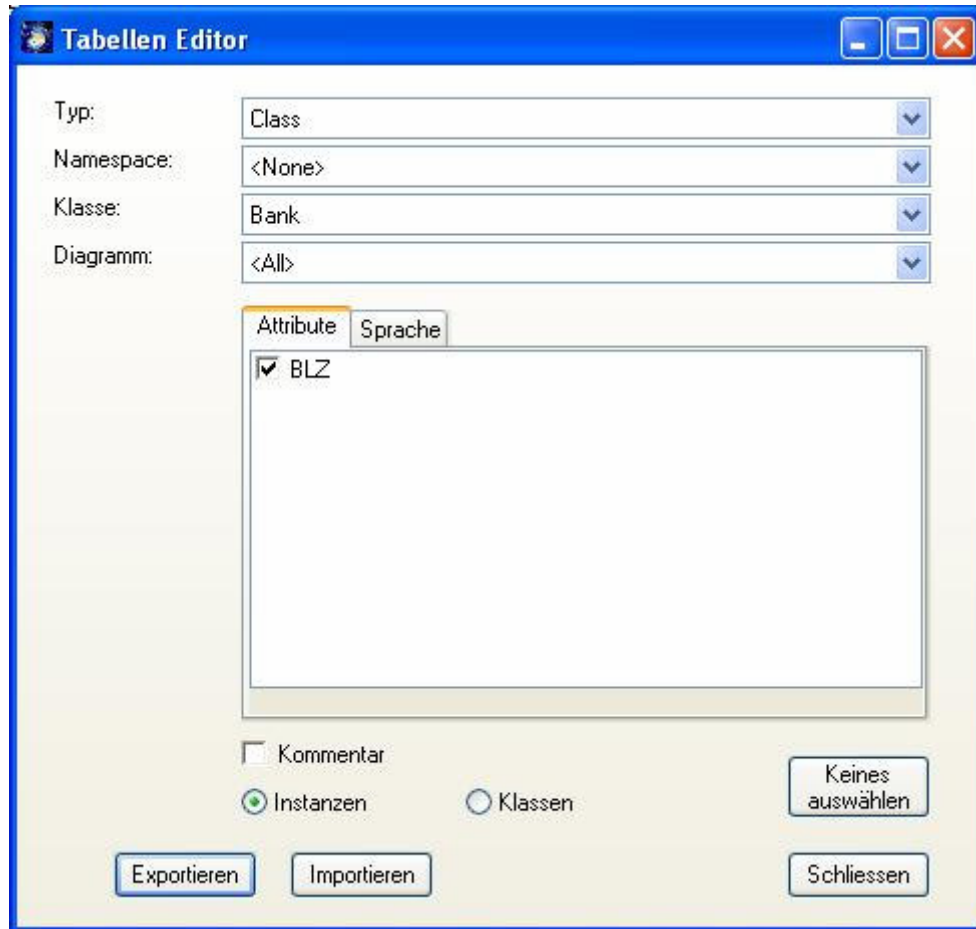 Tabellen Editor
Typ: Class
Namespace: <None>
Klasse: Bank
Diagramm: <All>
Attribute Sprache
BLZ
Kommentar
Instanzen Klassen
Keines
auswählen
Exportieren Importieren Schliessen